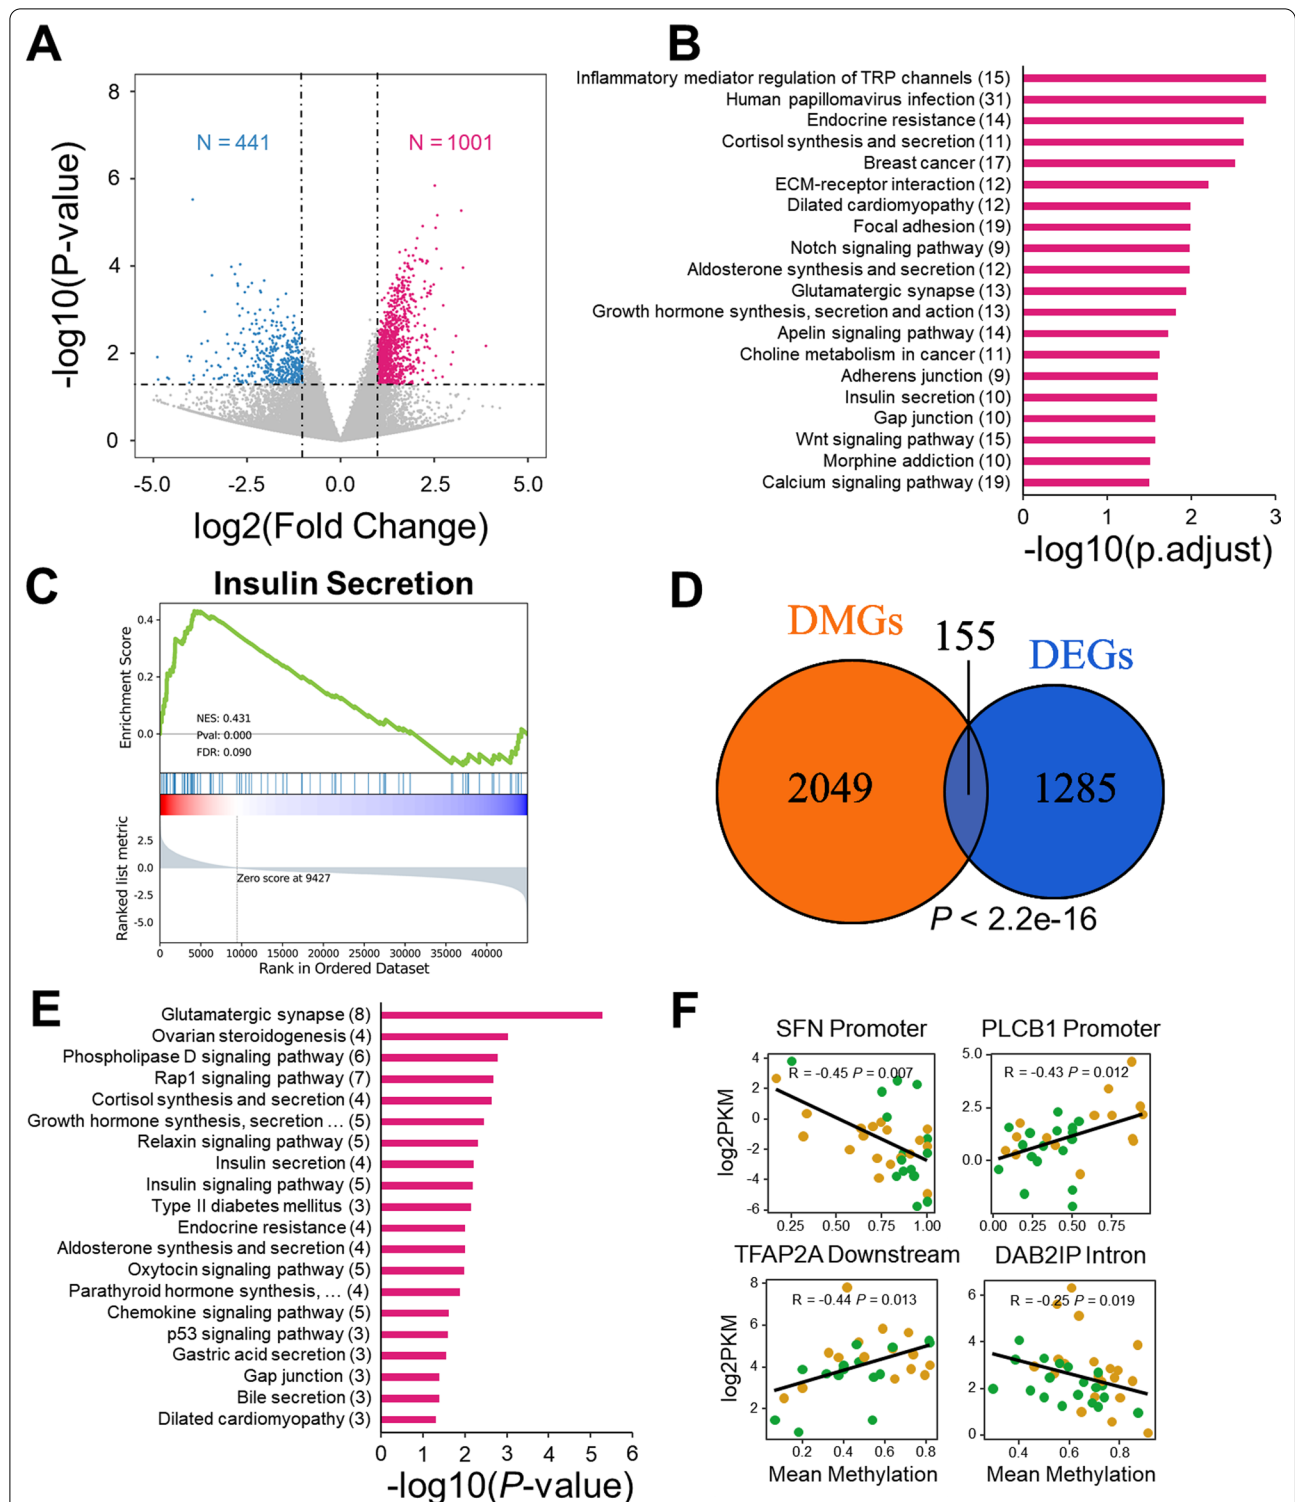 A
8
6
4
2
0
-log10(P-value)
N = 441
N = 1001
-5.0 -2.5 0.0 2.5 5.0
log2(Fold Change)
B
Inflammatory mediator regulation of TRP channels (15)
Human papillomavirus infection (31)
Endocrine resistance (14)
Cortisol synthesis and secretion (11)
Breast cancer (17)
ECM-receptor interaction (12)
Dilated cardiomyopathy (12)
Focal adhesion (19)
Notch signaling pathway (9)
Aldosterone synthesis and secretion (12)
Glutamatergic synapse (13)
Growth hormone synthesis, secretion and action (13)
Apelin signaling pathway (14)
Choline metabolism in cancer (11)
Adherens junction (9)
Insulin secretion (10)
Gap junction (10)
Wnt signaling pathway (15)
Morphine addiction (10)
Calcium signaling pathway (19)
0 1 2 3
-log10(p.adjust)
C
Insulin Secretion
Enrichment Score
0.4
0.2
0.0
NES: 0.431
Pval: 0.000
FDR: 0.090
Ranked list metric
2.5
0.0
-2.5
-5.0
Zero score at 9427
0 5000 10000 15000 20000 25000 30000 35000 40000
Rank in Ordered Dataset
D
DMGs
155
DEGs
2049
1285
P < 2.2e-16
E
Glutamatergic synapse (8)
Ovarian steroidogenesis (4)
Phospholipase D signaling pathway (6)
Rap1 signaling pathway (7)
Cortisol synthesis and secretion (4)
Growth hormone synthesis, secretion … (5)
Relaxin signaling pathway (5)
Insulin secretion (4)
Insulin signaling pathway (5)
Type II diabetes mellitus (3)
Endocrine resistance (4)
Aldosterone synthesis and secretion (4)
Oxytocin signaling pathway (5)
Parathyroid hormone synthesis, … (4)
Chemokine signaling pathway (5)
p53 signaling pathway (3)
Gastric acid secretion (3)
Gap junction (3)
Bile secretion (3)
Dilated cardiomyopathy (3)
0 1 2 3 4 5 6
-log10(P-value)
F
SFN Promoter
R = -0.45 P = 0.007
log2PKM
4
2
0
-2
-4
-6
0.25 0.50 0.75 1.00
PLCB1 Promoter
R = -0.43 P = 0.012
5.0
2.5
0.0
0.00 0.25 0.50 0.75
TFAP2A Downstream
R = -0.44 P = 0.013
log2PKM
8
6
4
2
0.2 0.4 0.6 0.8
Mean Methylation
DAB2IP Intron
R = -0.25 P = 0.019
6
4
2
0
0.4 0.6 0.8
Mean Methylation